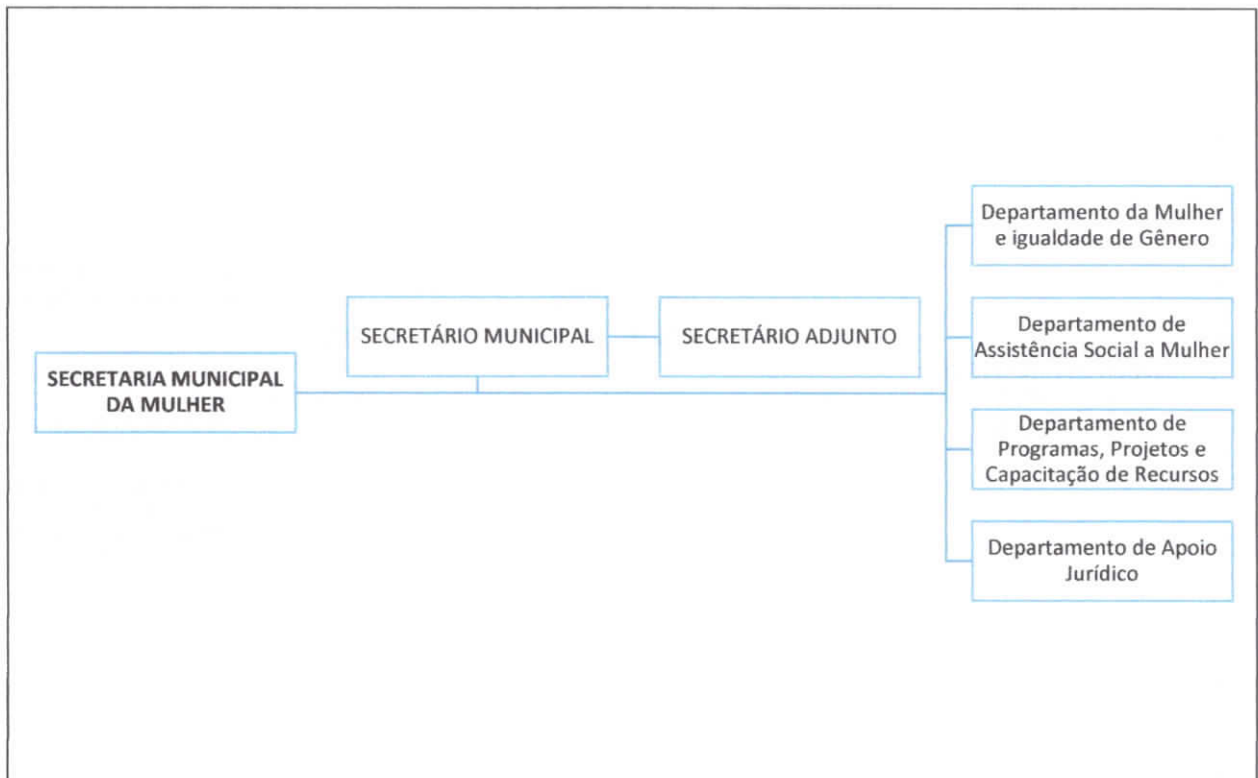 SECRETARIA MUNICIPAL
DA MULHER
SECRETÁRIO MUNICIPAL
SECRETÁRIO ADJUNTO
Departamento da Mulher
e igualdade de Gênero
Departamento de
Assistência Social a Mulher
Departamento de
Programas, Projetos e
Capacitação de Recursos
Departamento de Apoio
Jurídico